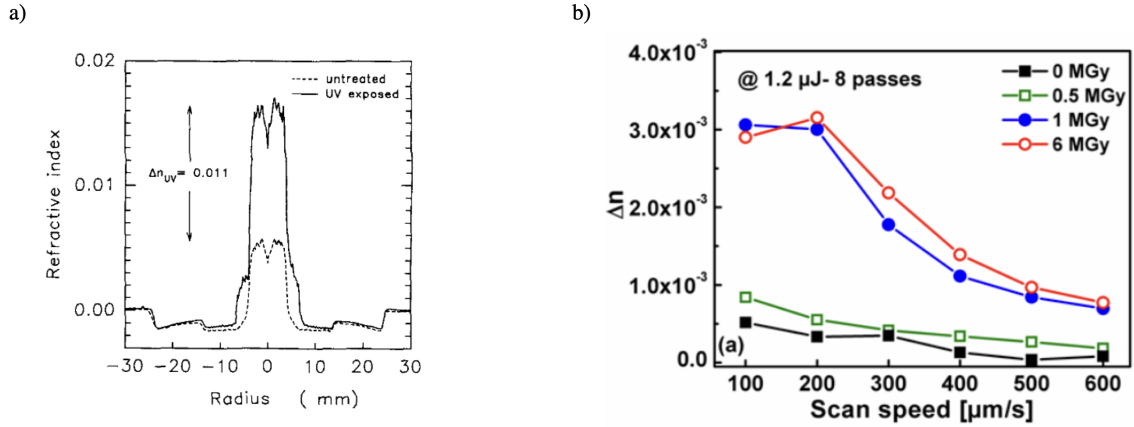 a)
0.02
0.01
0.00
Refractive index
untreated
UV exposed
Δn_UV= 0.011
−30 −20 −10 0 10 20 30
Radius ( mm)
b)
4.0x10⁻³
3.0x10⁻³
2.0x10⁻³
1.0x10⁻³
0.0
Δn
@ 1.2 µJ- 8 passes
0 MGy
0.5 MGy
1 MGy
6 MGy
(a)
100 200 300 400 500 600
Scan speed [µm/s]